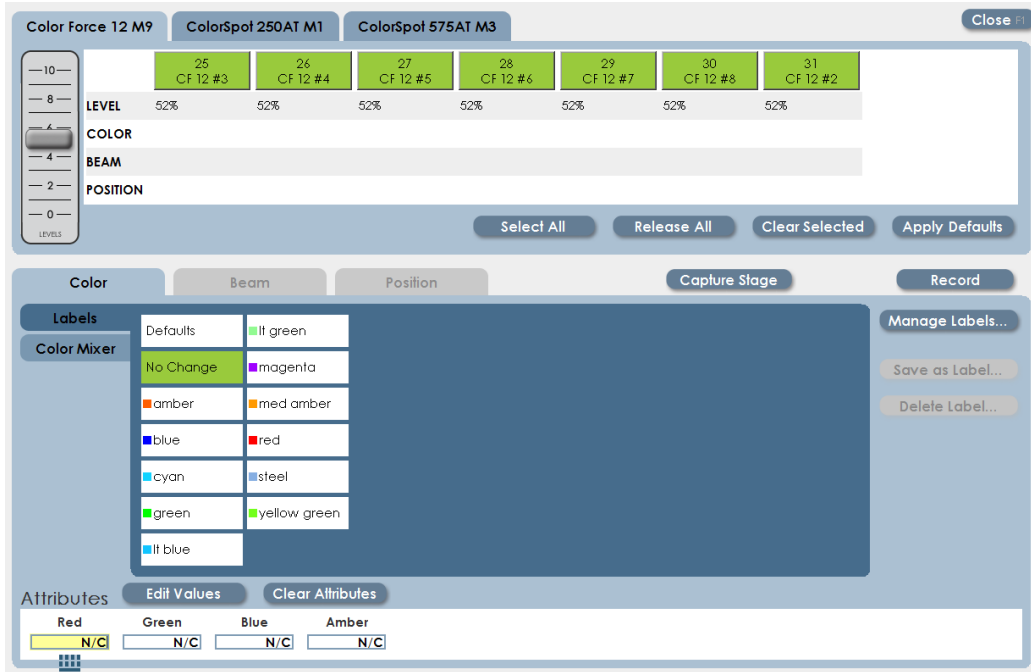 Color Force 12 M9
ColorSpot 250AT M1
ColorSpot 575AT M3
Close F1
10
8
6
4
2
0
LEVELS
25 26 27 28 29 30 31
CF 12 #3 CF 12 #4 CF 12 #5 CF 12 #6 CF 12 #7 CF 12 #8 CF 12 #2
LEVEL 52% 52% 52% 52% 52% 52% 52%
COLOR
BEAM
POSITION
Select All Release All Clear Selected Apply Defaults
Color Beam Position Capture Stage Record
Labels
Color Mixer
Defaults lt green
No Change magenta
amber med amber
blue red
cyan steel
green yellow green
lt blue
Manage Labels...
Save as Label...
Delete Label...
Attributes Edit Values Clear Attributes
Red Green Blue Amber
N/C N/C N/C N/C